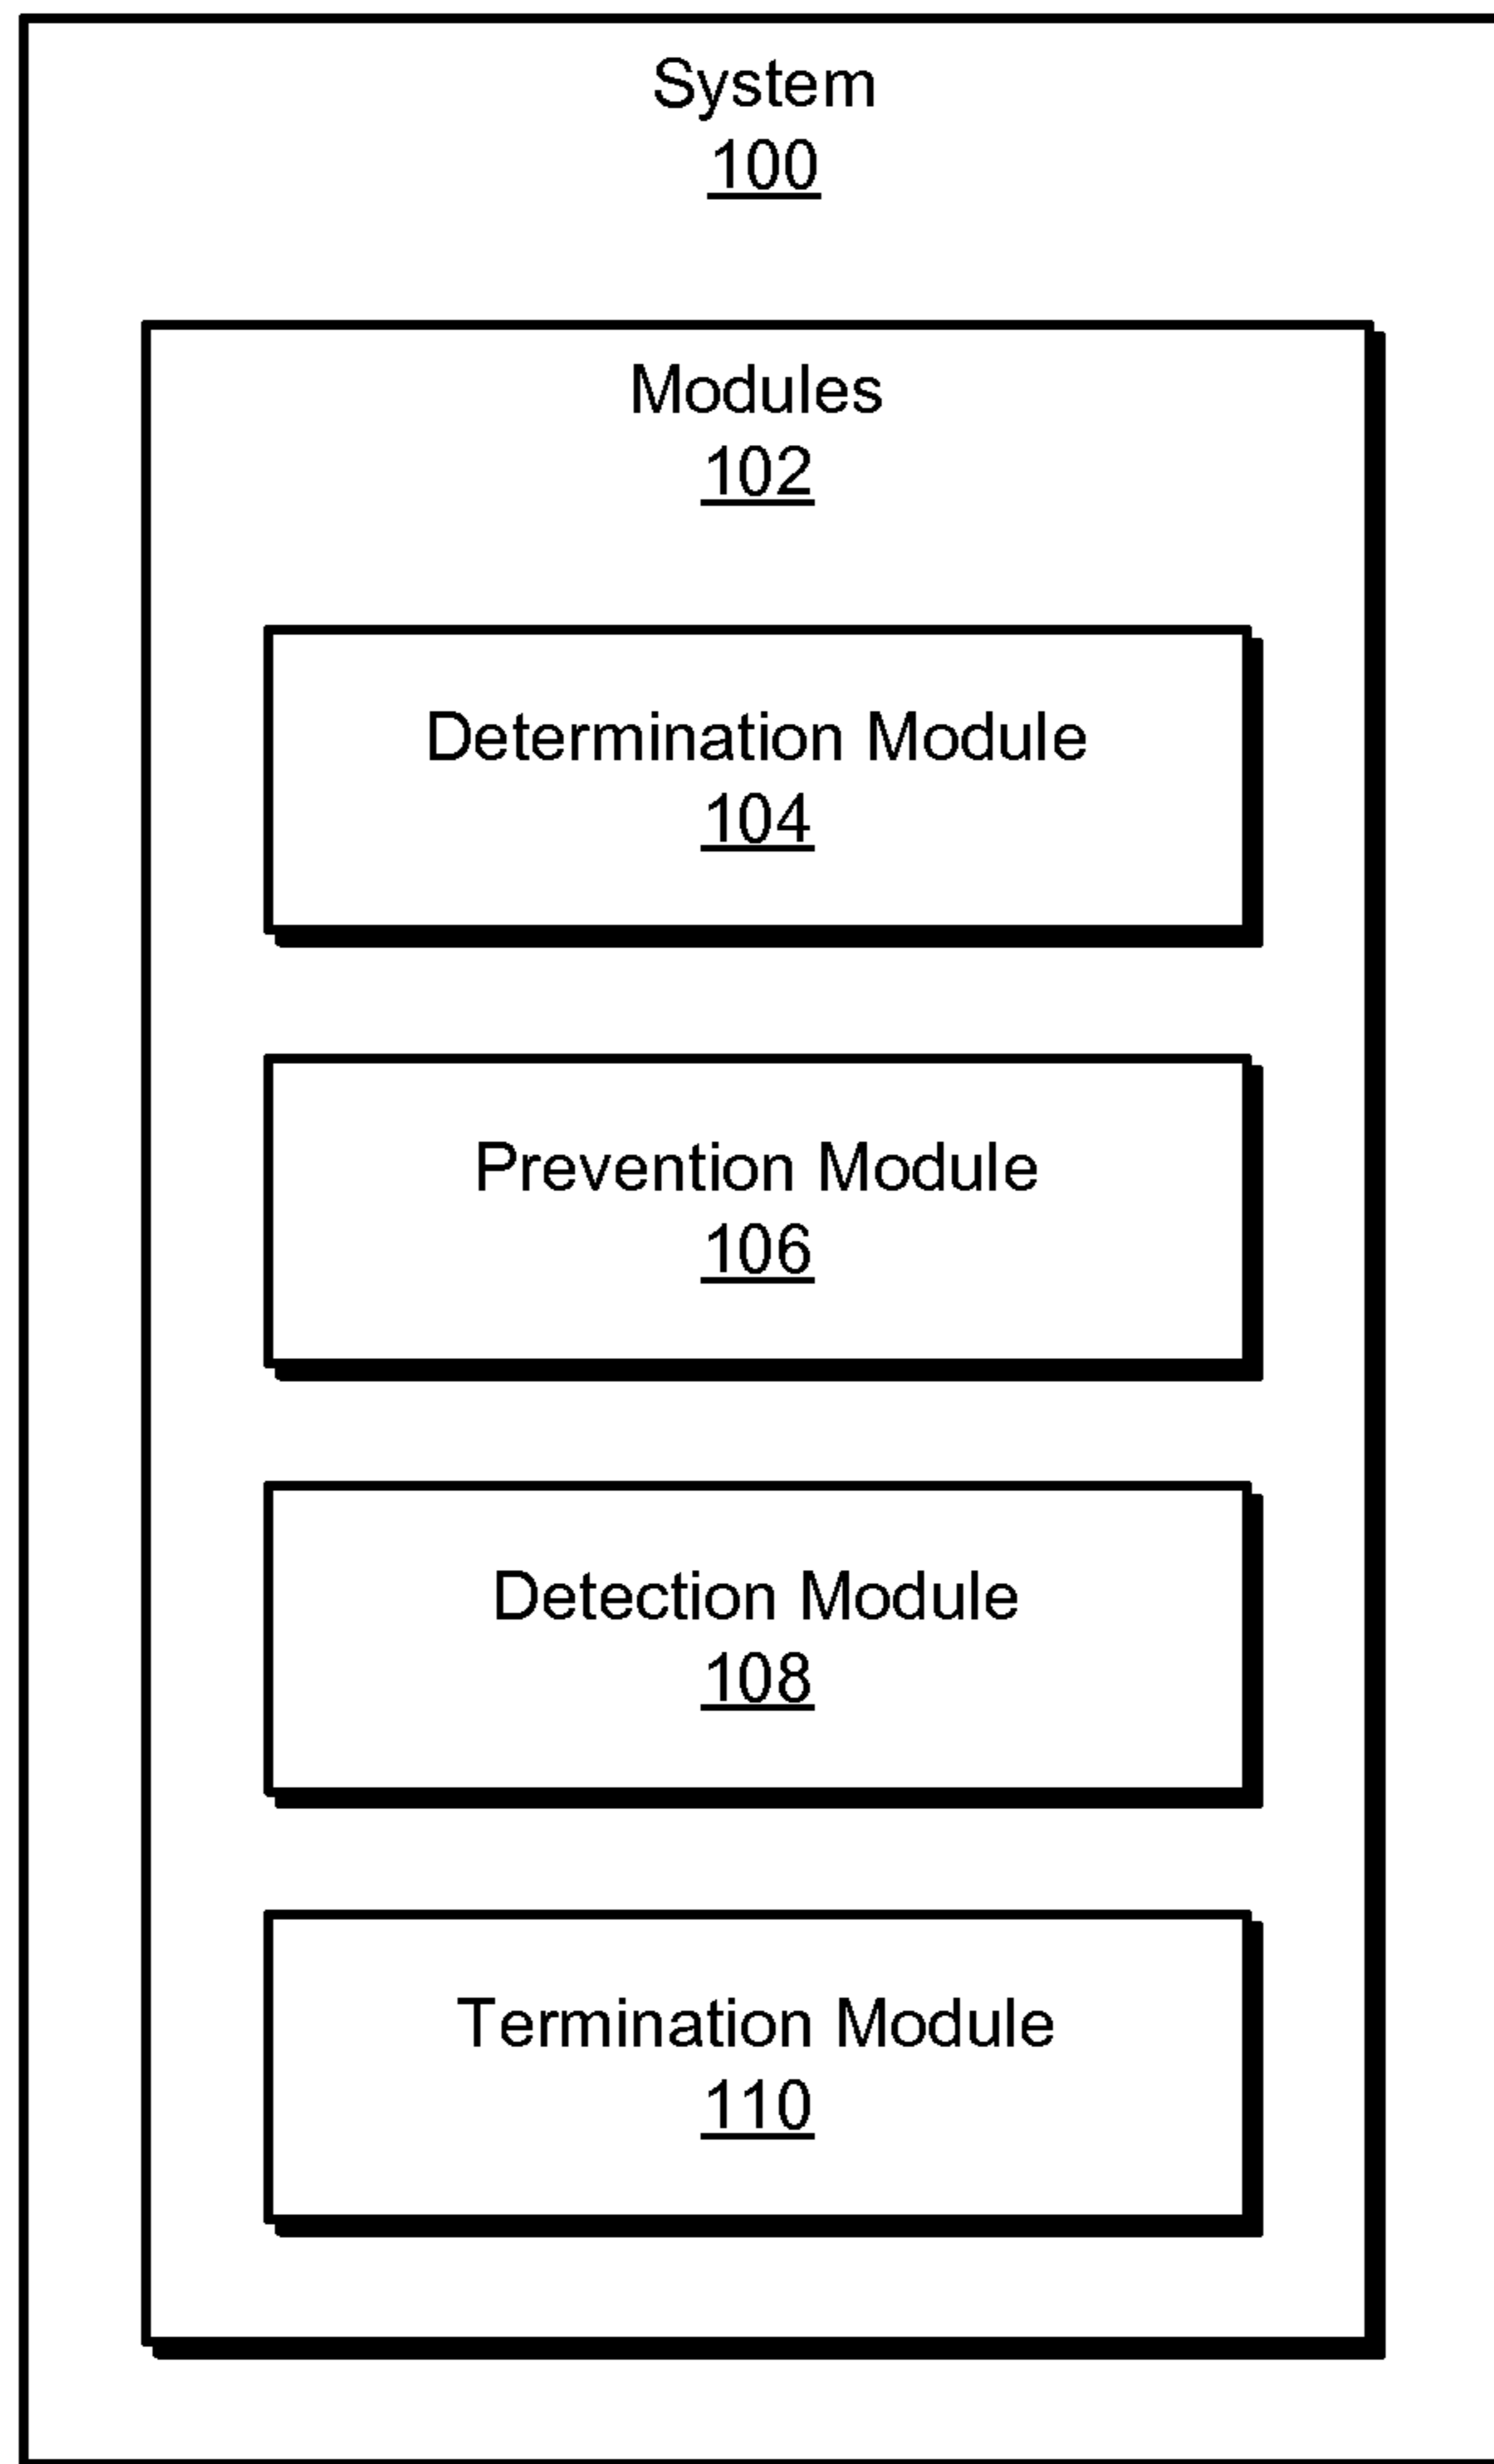 System
100
Modules
102
Determination Module
104
Prevention Module
106
Detection Module
108
Termination Module
110